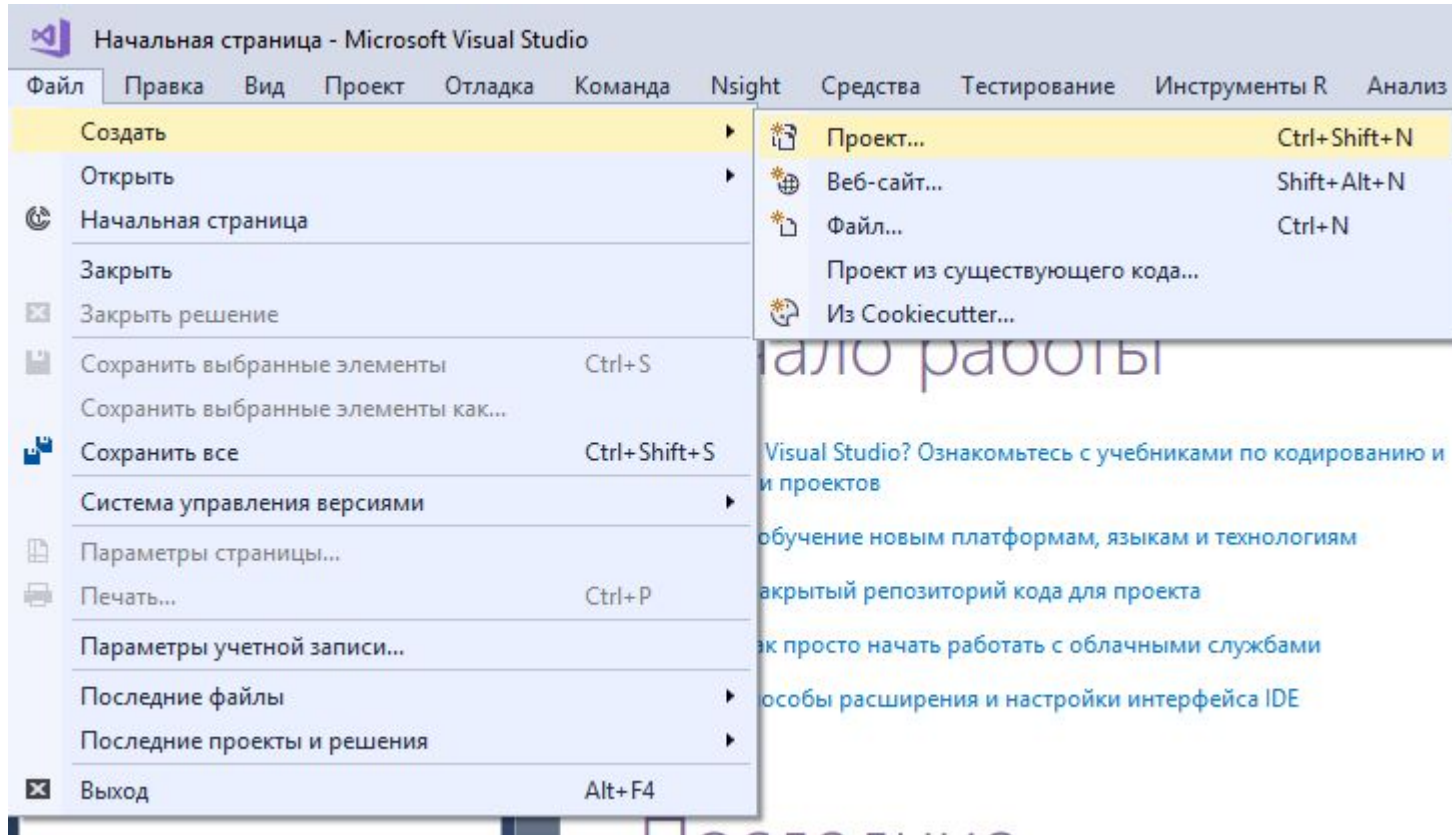 Начальная страница - Microsoft Visual Studio
Файл Правка Вид Проект Отладка Команда Nsight Средства Тестирование Инструменты R Анализ
Создать
Открыть
Начальная страница
Закрыть
Закрыть решение
Сохранить выбранные элементы Ctrl+S
Сохранить выбранные элементы как...
Сохранить все Ctrl+Shift+S
Система управления версиями
Параметры страницы...
Печать... Ctrl+P
Параметры учетной записи...
Последние файлы
Последние проекты и решения
Выход Alt+F4
Проект... Ctrl+Shift+N
Веб-сайт... Shift+Alt+N
Файл... Ctrl+N
Проект из существующего кода...
Из Cookiecutter...
работы
Visual Studio? Ознакомьтесь с учебниками по кодированию и
и проектов
обучение новым платформам, языкам и технологиям
репозиторий кода для проекта
просто начать работать с облачными службами
расширения и настройки интерфейса IDE